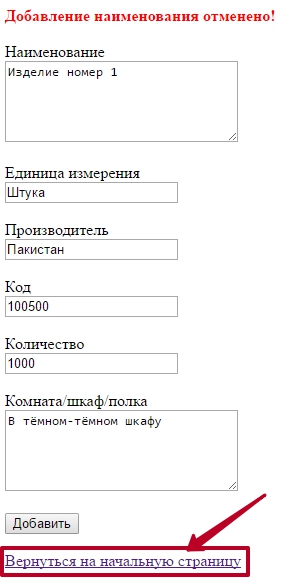 Добавление наименования отменено!
Наименование
Изделие номер 1
Единица измерения
Штука
Производитель
Пакистан
Код
100500
Количество
1000
Комната/шкаф/полка
В тёмном-тёмном шкафу
Добавить
Вернуться на начальную страницу